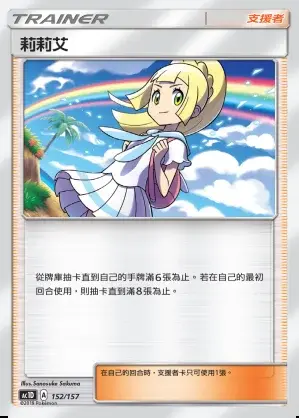 TRAINER
支援者
莉莉艾
從牌庫抽卡直到自己的手牌滿6張為止。若在自己的最初
回合使用，則抽卡直到滿8張為止。
Illus.Sanosuke Sakuma
在自己的回合時，支援者卡只可使用1張。
AC1D A 152/157
©2018 Pokémon